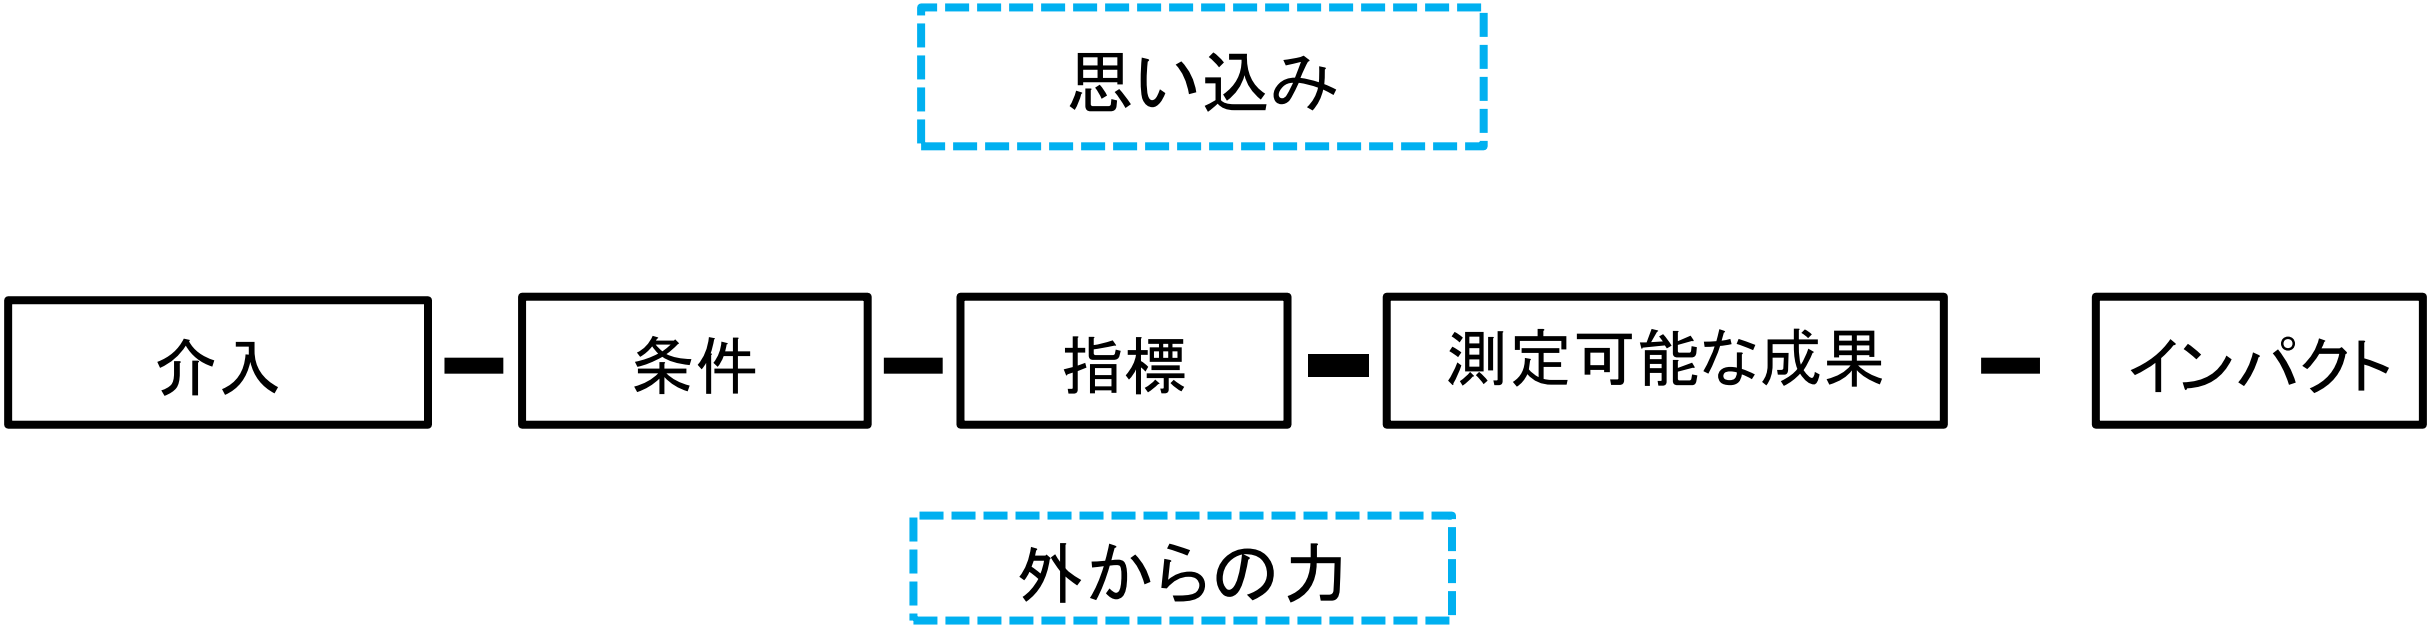 思い込み
介入
条件
指標
測定可能な成果
インパクト
外からの力